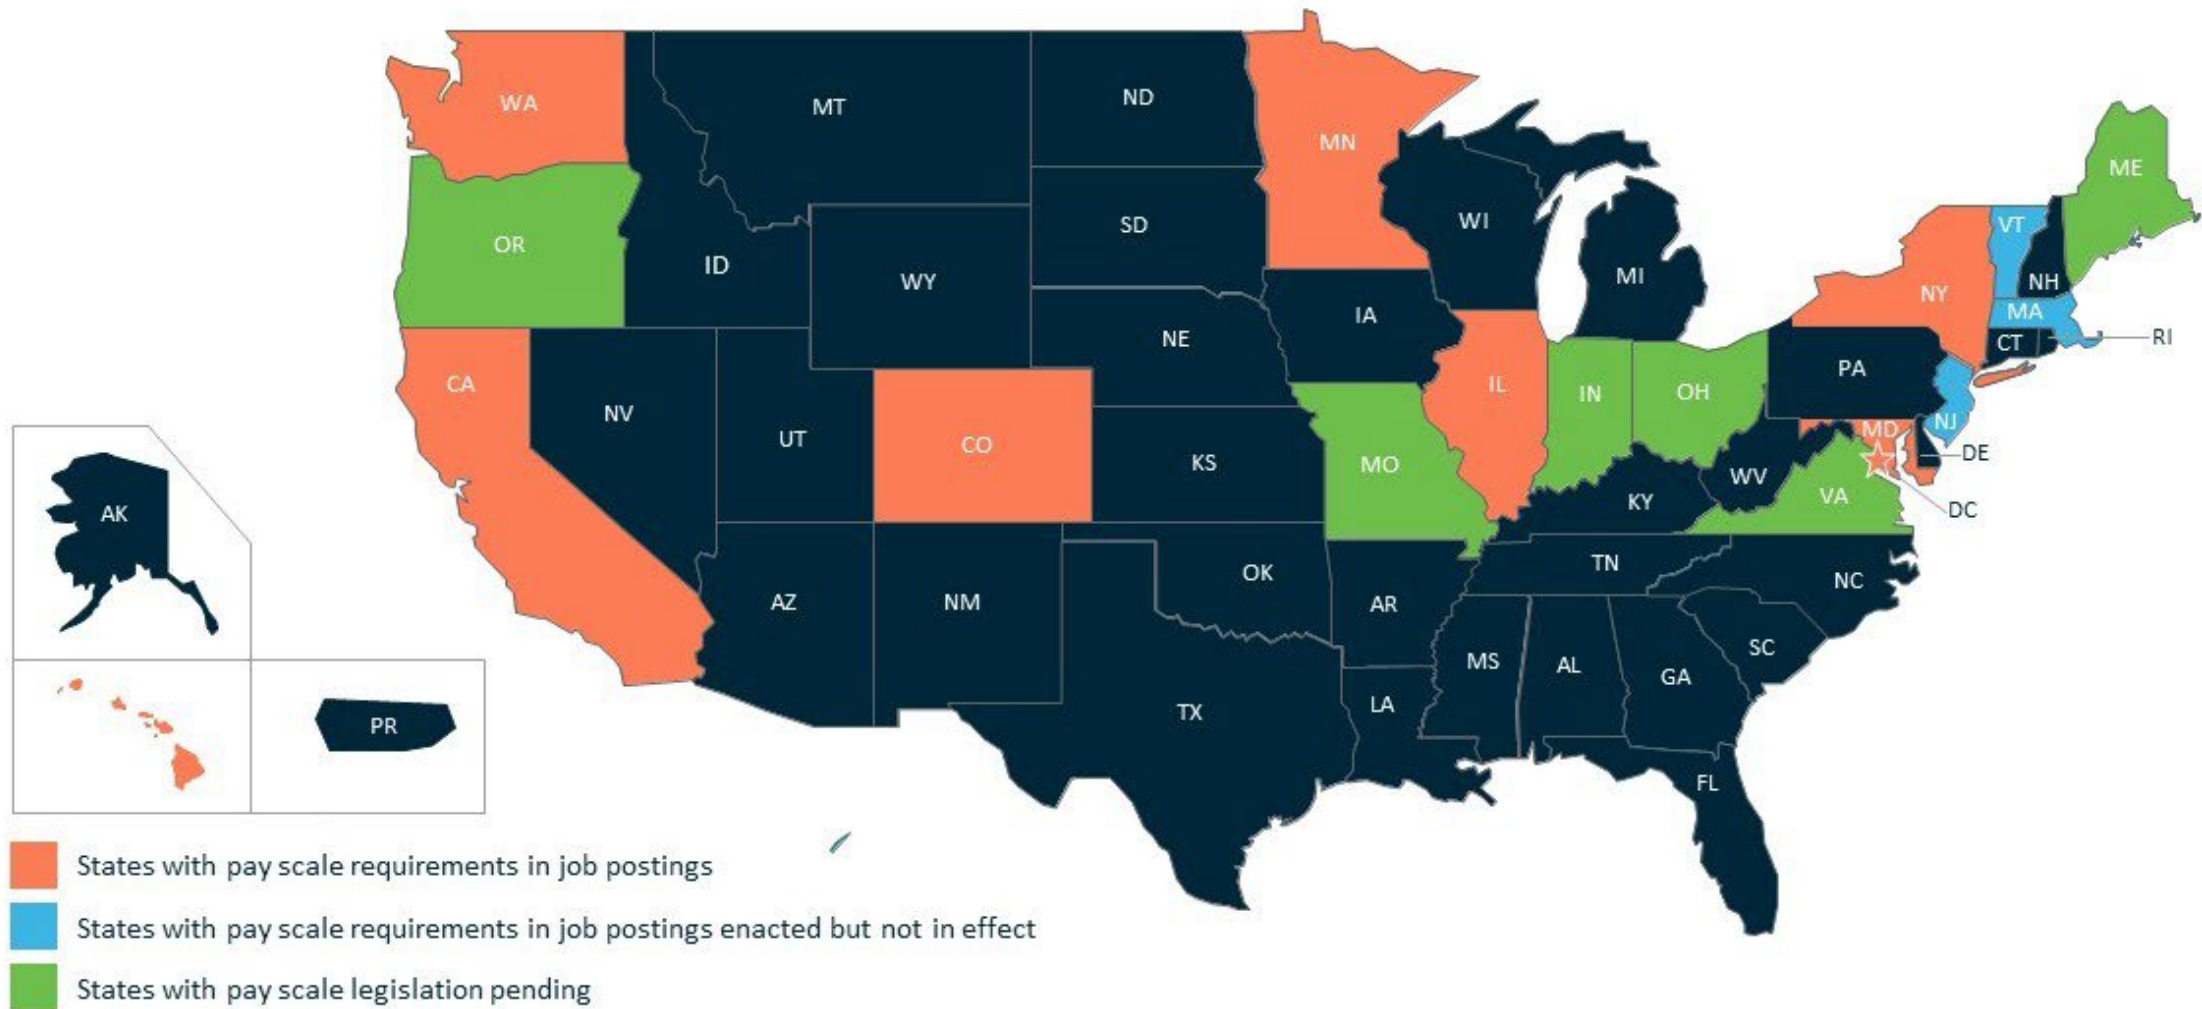 WA
MT
ND
MN
ME
OR
ID
SD
WI
VT
WY
MI
NH
NY
MA
IA
RI
NE
CT
CA
PA
IL
IN
OH
NV
NJ
UT
CO
MD
KS
MO
DE
WV
KY
VA
AK
DC
TN
OK
NC
AZ
NM
AR
SC
MS
AL
GA
LA
TX
PR
FL
States with pay scale requirements in job postings
States with pay scale requirements in job postings enacted but not in effect
States with pay scale legislation pending